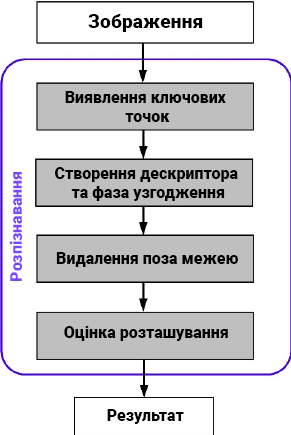 Зображення
Розпізнавання
Виявлення ключових
точок
Створення дескриптора
та фаза узгодження
Видалення поза межею
Оцінка розташування
Результат